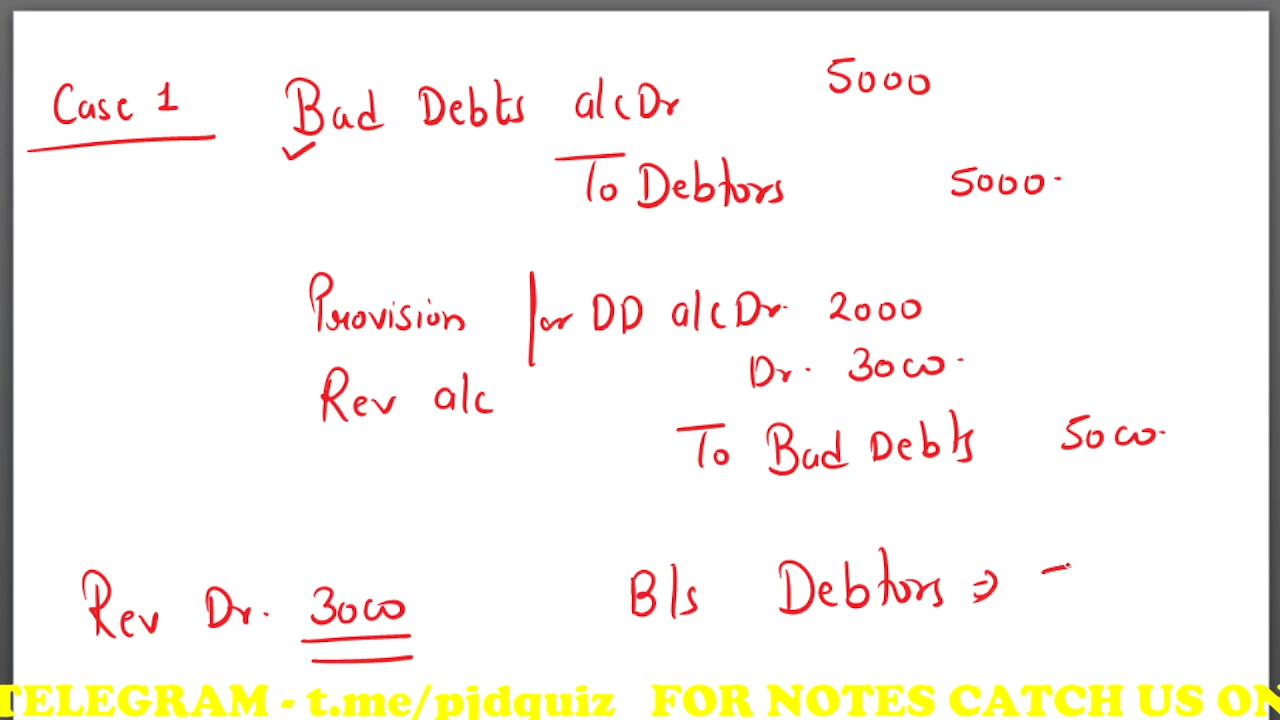 Case 1 Bad Debts a/c Dr 5000
To Debtors 5000.
Provision for DD a/c Dr. 2000
Rev a/c Dr. 3000.
To Bad Debts 5000.
Rev Dr. 3000 B/s Debtors ⇒ -
TELEGRAM - t.me/pjdquiz FOR NOTES CATCH US ON